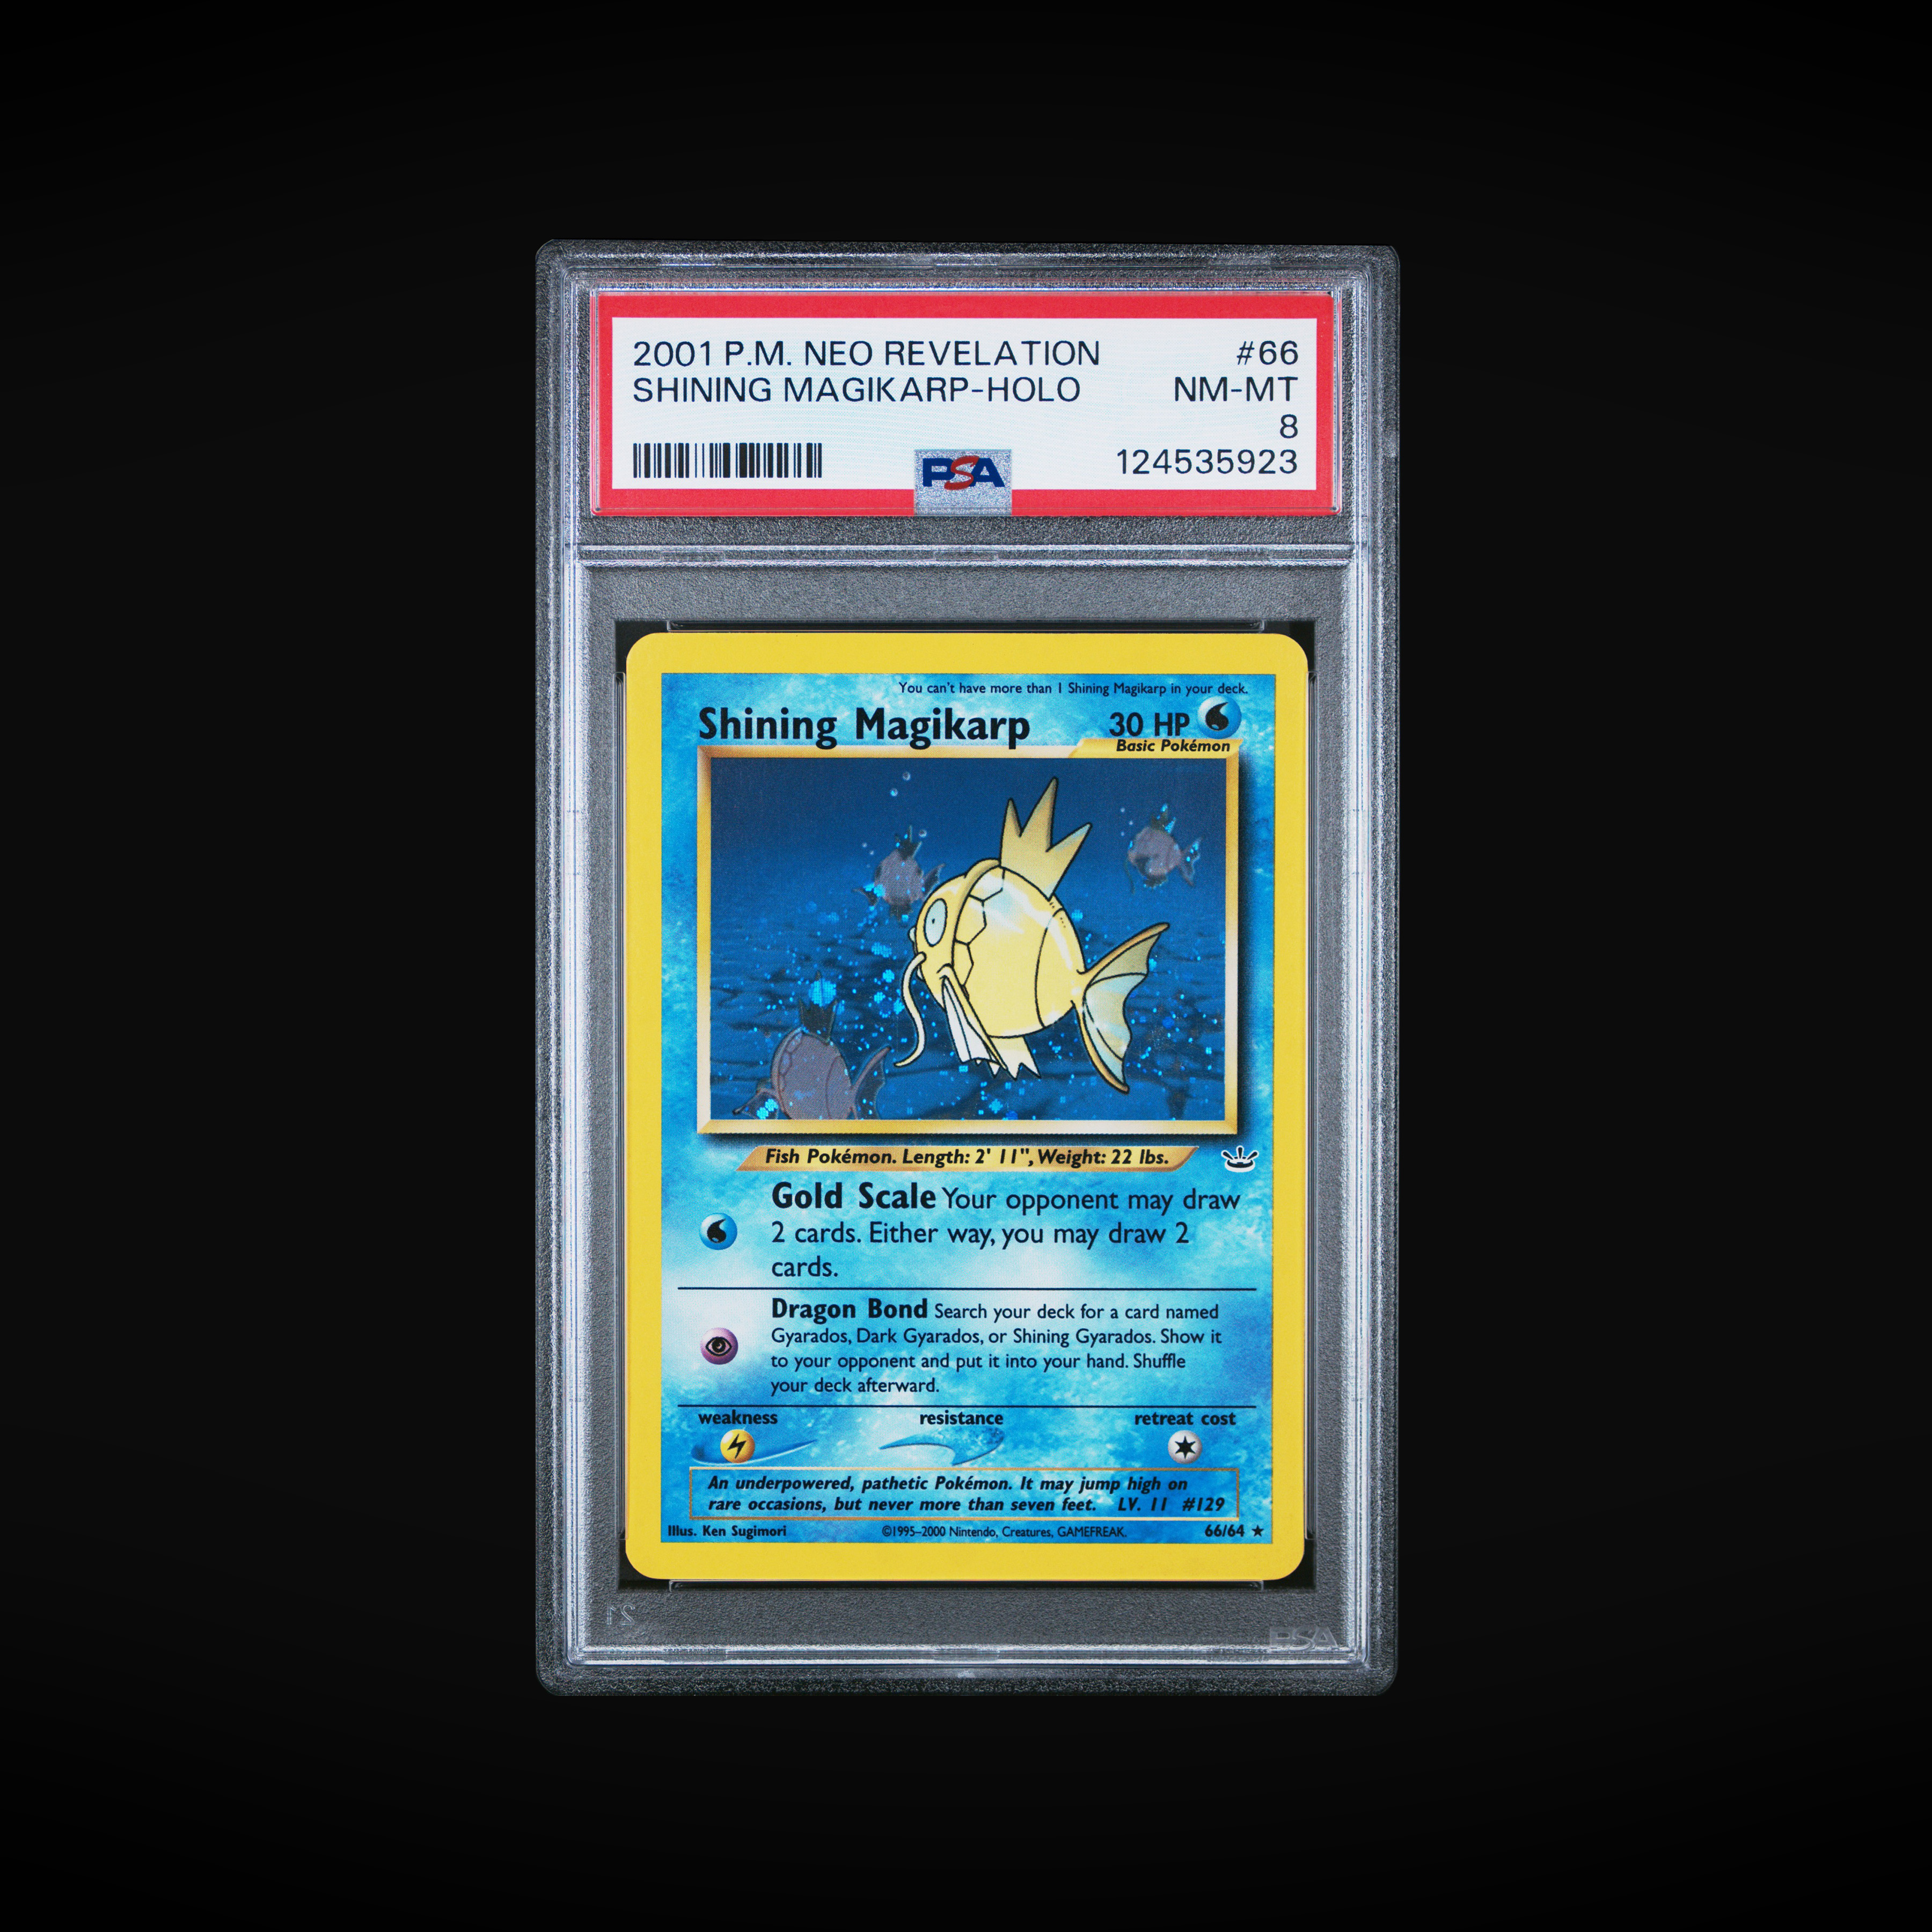 2001 P.M. NEO REVELATION #66
SHINING MAGIKARP-HOLO NM-MT
8
PSA 124535923
You can't have more than 1 Shining Magikarp in your deck.
Shining Magikarp 30 HP
Basic Pokémon
Fish Pokémon. Length: 2' 11", Weight: 22 lbs.
Gold Scale Your opponent may draw
2 cards. Either way, you may draw 2
cards.
Dragon Bond Search your deck for a card named
Gyarados, Dark Gyarados, or Shining Gyarados. Show it
to your opponent and put it into your hand. Shuffle
your deck afterward.
weakness resistance retreat cost
An underpowered, pathetic Pokémon. It may jump high on
rare occasions, but never more than seven feet. LV. 11 #129
Illus. Ken Sugimori ©1995–2000 Nintendo, Creatures, GAMEFREAK. 66/64 ★
21
PSA